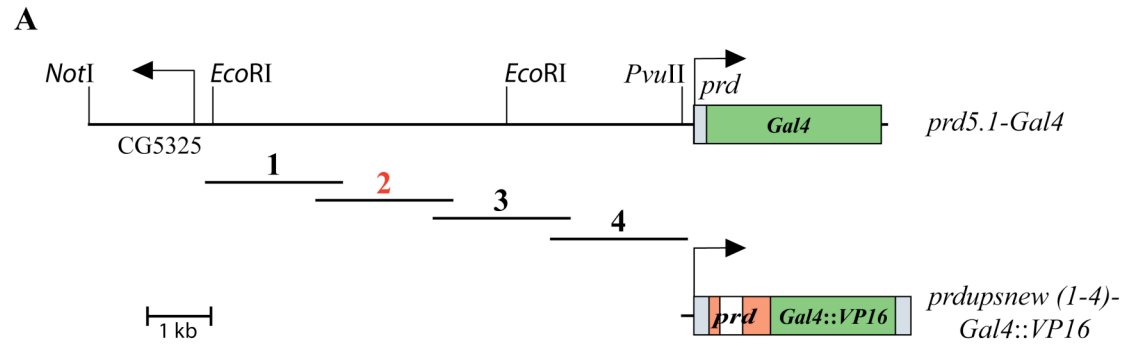 A
NotI EcoRI EcoRI PvuII prd
Gal4 prd5.1-Gal4
CG5325
1
2
3
4
1 kb
prd Gal4::VP16 prdupsnew (1-4)-
Gal4::VP16